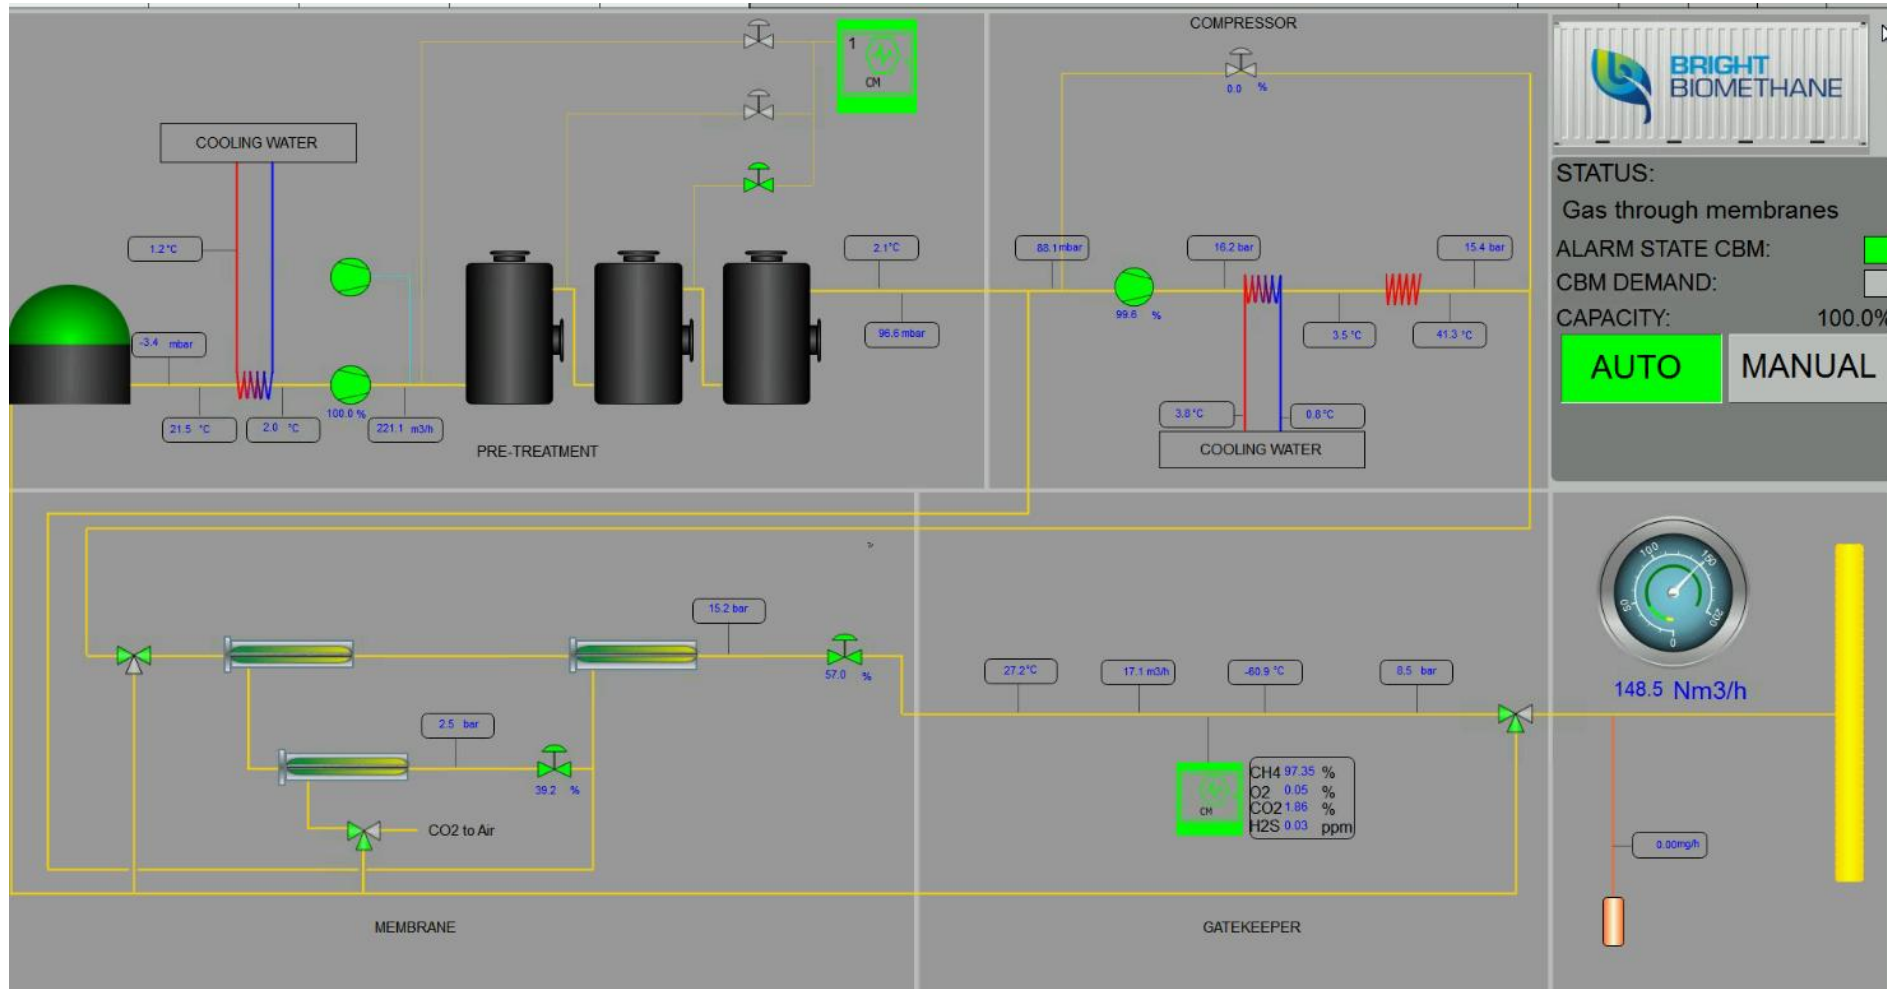 COMPRESSOR
1
CM
0.0 %
COOLING WATER
1.2°C
2.1°C
88.1 mbar
16.2 bar
15.4 bar
-3.4 mbar
96.6 mbar
99.6 %
3.5 °C
41.3 °C
100.0 %
21.5 °C
2.0 °C
221.1 m3/h
3.8°C
0.8°C
PRE-TREATMENT
COOLING WATER
BRIGHT
BIOMETHANE
STATUS:
Gas through membranes
ALARM STATE CBM:
CBM DEMAND:
CAPACITY: 100.0%
AUTO MANUAL
15.2 bar
57.0 %
2.5 bar
39.2 %
CO2 to Air
MEMBRANE
27.2°C
17.1 m3/h
-60.9 °C
8.5 bar
CM
CH4 97.35 %
O2 0.05 %
CO2 1.86 %
H2S 0.03 ppm
GATEKEEPER
0
50
100
150
200
148.5 Nm3/h
0.00mg/h